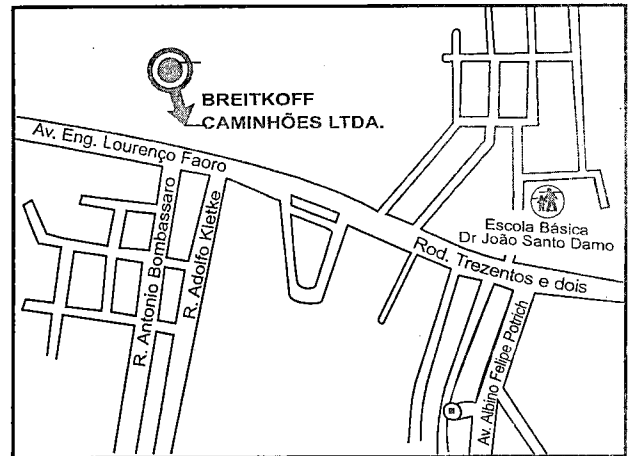 BREITKOFF
CAMINHÕES LTDA.
Av. Eng. Lourenço Faoro
R. Antonio Bombassaro
R. Adolfo Kletke
Escola Básica
Dr João Santo Damo
Rod. Trezentos e dois
Av. Albino Felipe Potrich